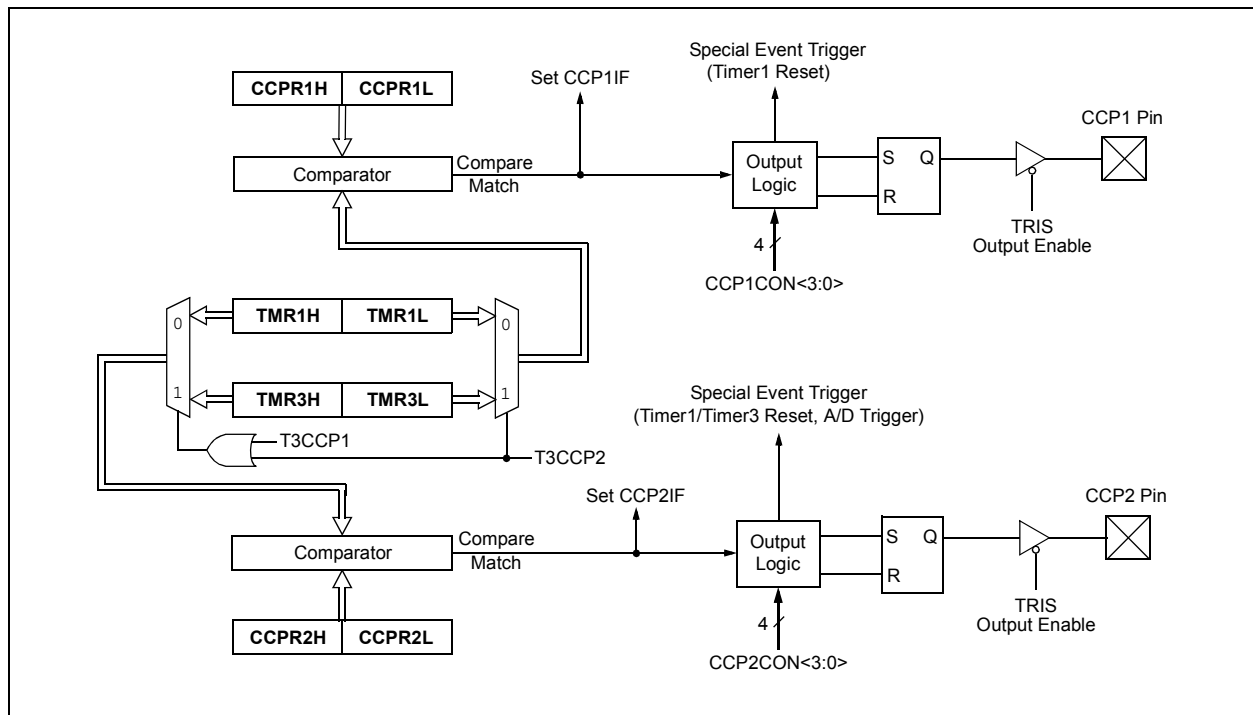 Special Event Trigger
(Timer1 Reset)
Set CCP1IF
CCPR1H CCPR1L
CCP1 Pin
Comparator
Compare
Match
Output
Logic
S Q
R
TRIS
Output Enable
4
CCP1CON<3:0>
0 TMR1H TMR1L 0
1 TMR3H TMR3L 1
T3CCP1
T3CCP2
Special Event Trigger
(Timer1/Timer3 Reset, A/D Trigger)
Set CCP2IF
CCP2 Pin
Comparator
Compare
Match
Output
Logic
S Q
R
TRIS
Output Enable
4
CCPR2H CCPR2L
CCP2CON<3:0>